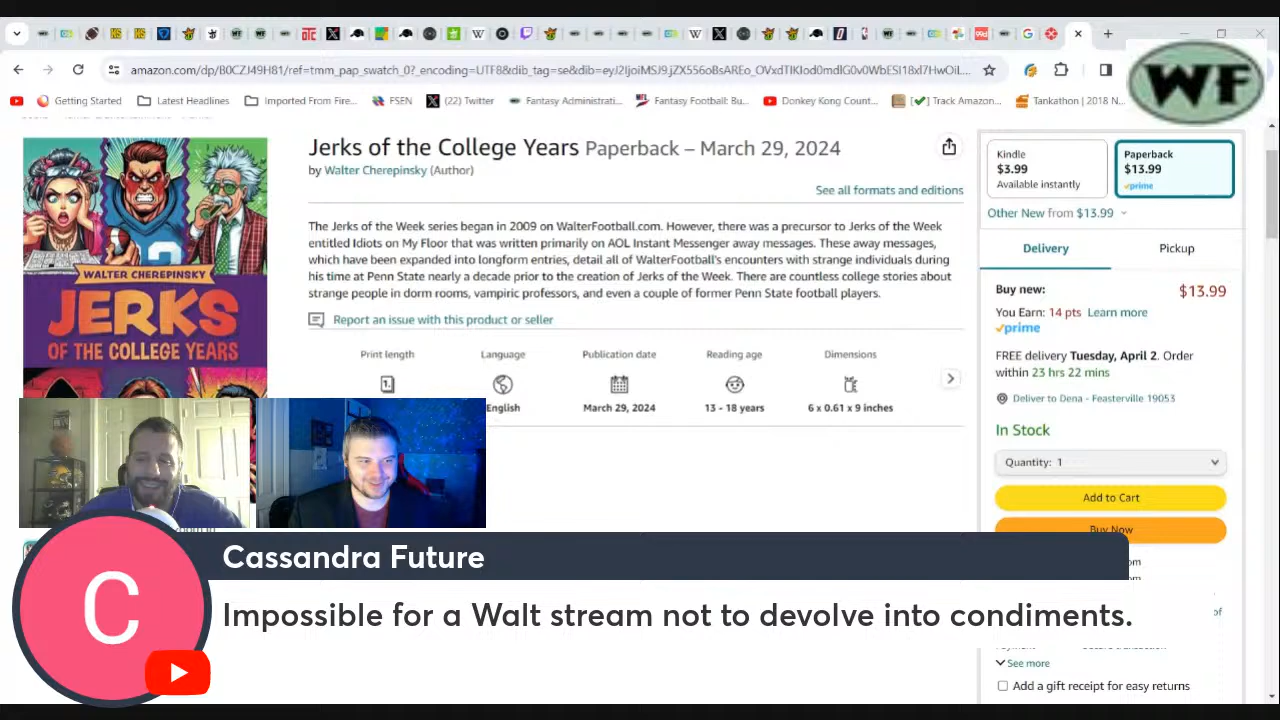 amazon.com/dp/B0CZJ49H81/ref=tmm_pap_swatch_0?_encoding=UTF8&dib_tag=se&dib=
WF
Getting Started
Latest Headlines
Imported From Fire...
FSEN
(22) Twitter
Fantasy Administrati...
Fantasy Football: Bu...
Donkey Kong Count...
Track Amazon...
Tankathon | 2018 N...
Jerks of the College Years Paperback – March 29, 2024
by Walter Cherepinsky (Author)
See all formats and editions
The Jerks of the Week series began in 2009 on WalterFootball.com. However, there was a precursor to Jerks of the Week
entitled Idiots on My Floor that was written primarily on AOL Instant Messenger away messages. These away messages,
which have been expanded into longform entries, detail all of WalterFootball's encounters with strange individuals during
his time at Penn State nearly a decade prior to the creation of Jerks of the Week. There are countless college stories about
strange people in dorm rooms, vampiric professors, and even a couple of former Penn State football players.
Report an issue with this product or seller
Print length
Language
Publication date
Reading age
Dimensions
English
March 29, 2024
13 - 18 years
6 x 0.61 x 9 inches
WALTER CHEREPINSKY
JERKS
OF THE COLLEGE YEARS
Kindle
$3.99
Available instantly
Paperback
$13.99
prime
Other New from $13.99
Delivery
Pickup
Buy new:
$13.99
You Earn: 14 pts Learn more
prime
FREE delivery Tuesday, April 2. Order
within 23 hrs 22 mins
Deliver to Dena - Feasterville 19053
In Stock
Quantity: 1
Add to Cart
Buy Now
See more
Add a gift receipt for easy returns
C
Cassandra Future
Impossible for a Walt stream not to devolve into condiments.